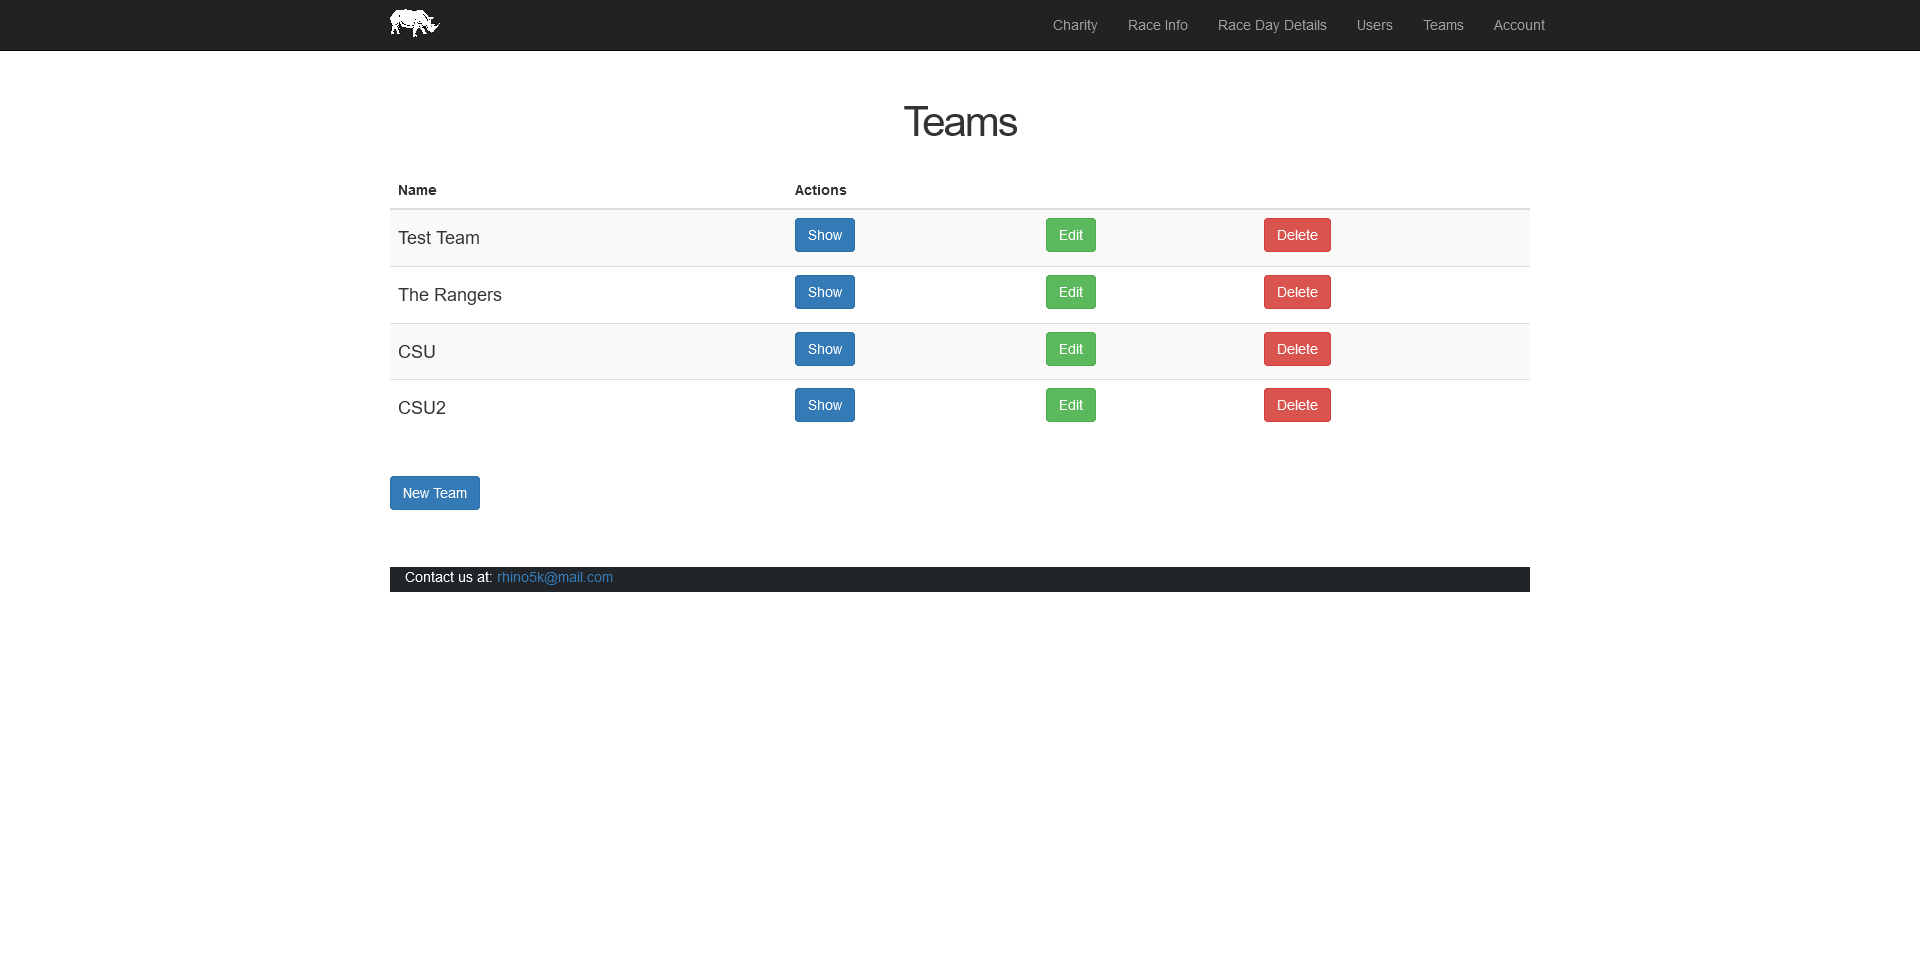 Charity Race Info Race Day Details Users Teams Account
Teams
Name Actions
Test Team Show Edit Delete
The Rangers Show Edit Delete
CSU Show Edit Delete
CSU2 Show Edit Delete
New Team
Contact us at: rhino5k@mail.com